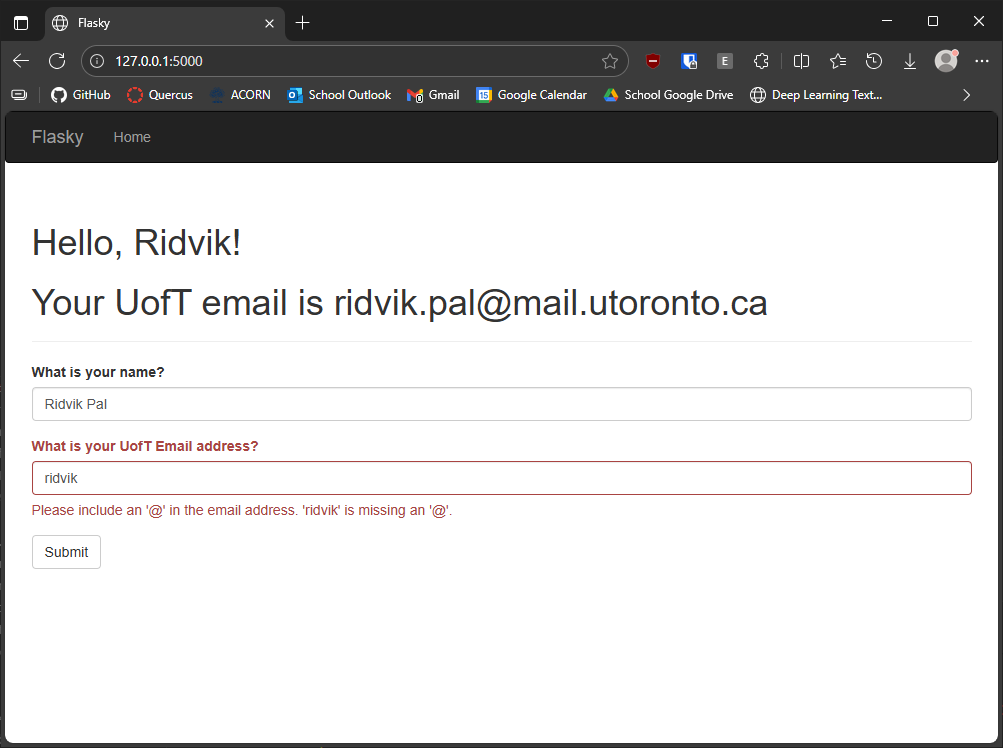 Flasky
127.0.0.1:5000
E
GitHub Quercus ACORN School Outlook Gmail 15 Google Calendar School Google Drive Deep Learning Text...
Flasky Home
Hello, Ridvik!
Your UofT email is ridvik.pal@mail.utoronto.ca
What is your name?
Ridvik Pal
What is your UofT Email address?
ridvik
Please include an '@' in the email address. 'ridvik' is missing an '@'.
Submit